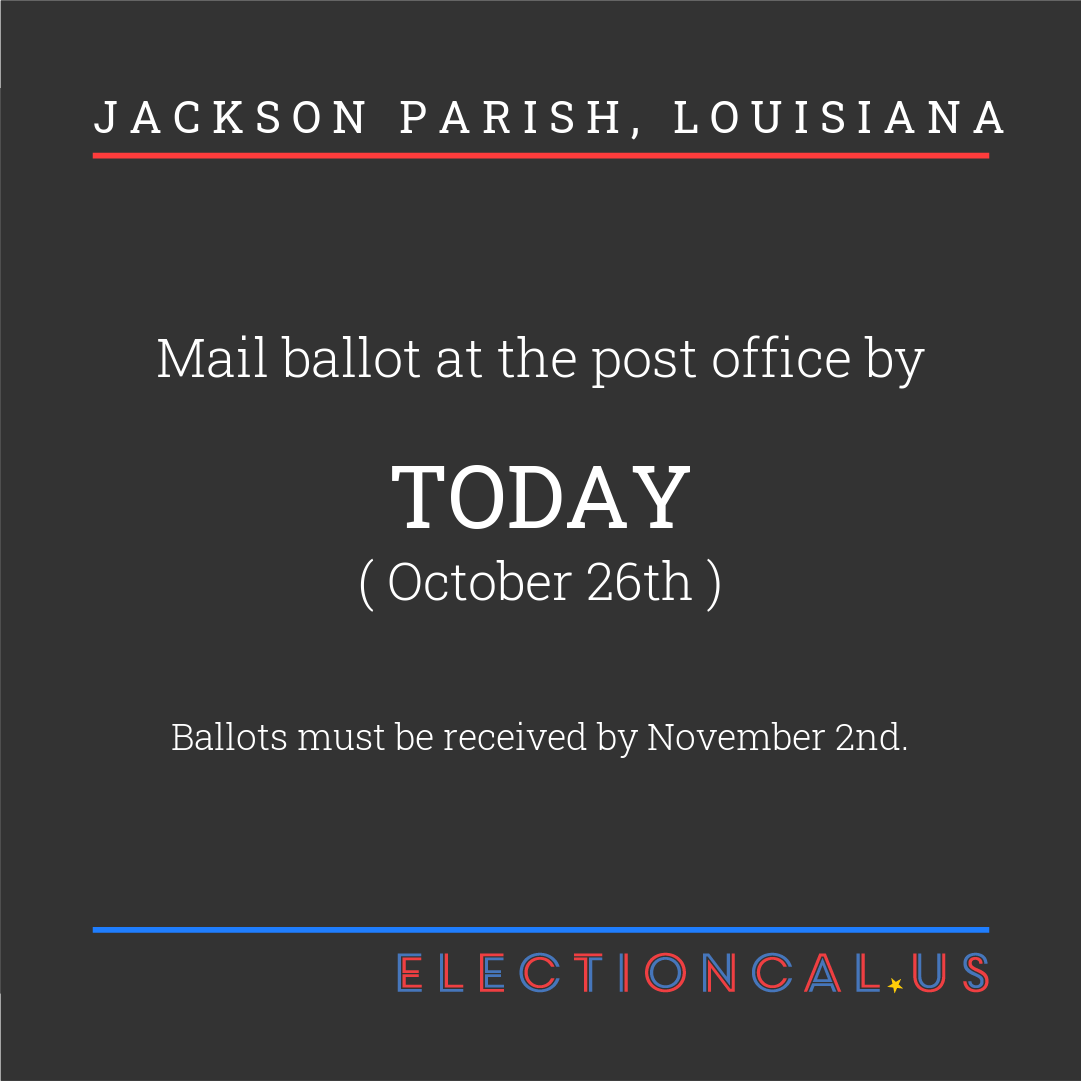 JACKSON PARISH, LOUISIANA
Mail ballot at the post office by
TODAY
( October 26th )
Ballots must be received by November 2nd.
ELECTIONCAL.US